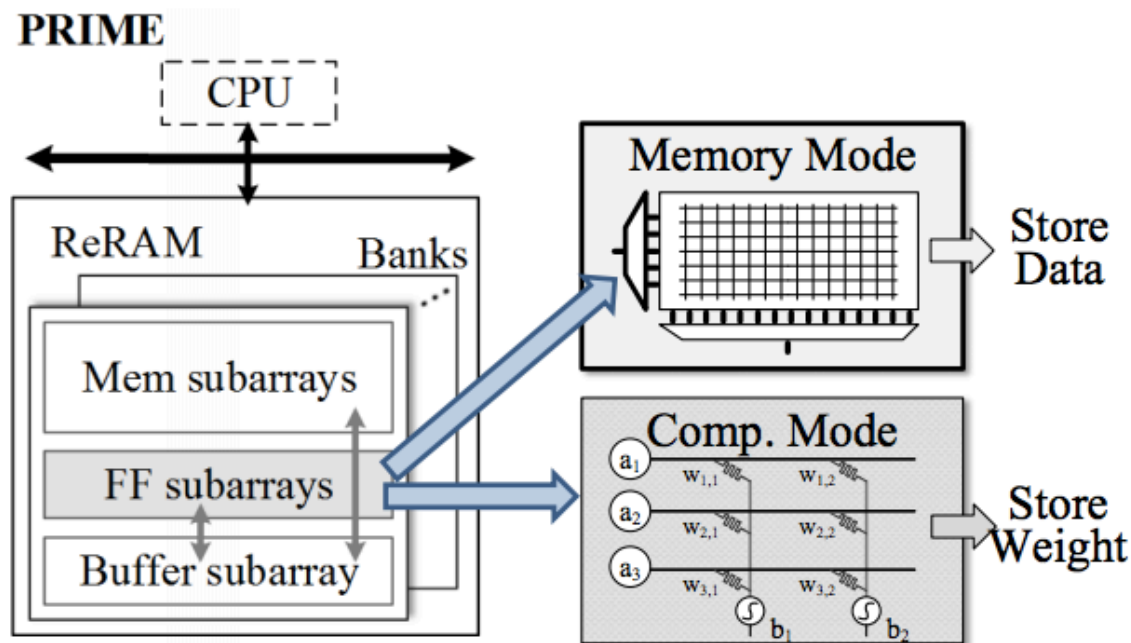 PRIME
CPU
ReRAM
Banks
Mem subarrays
FF subarrays
Buffer subarray
Memory Mode
Store
Data
Comp. Mode
a1
w1,1
w1,2
a2
w2,1
w2,2
a3
w3,1
w3,2
b1
b2
Store
Weight